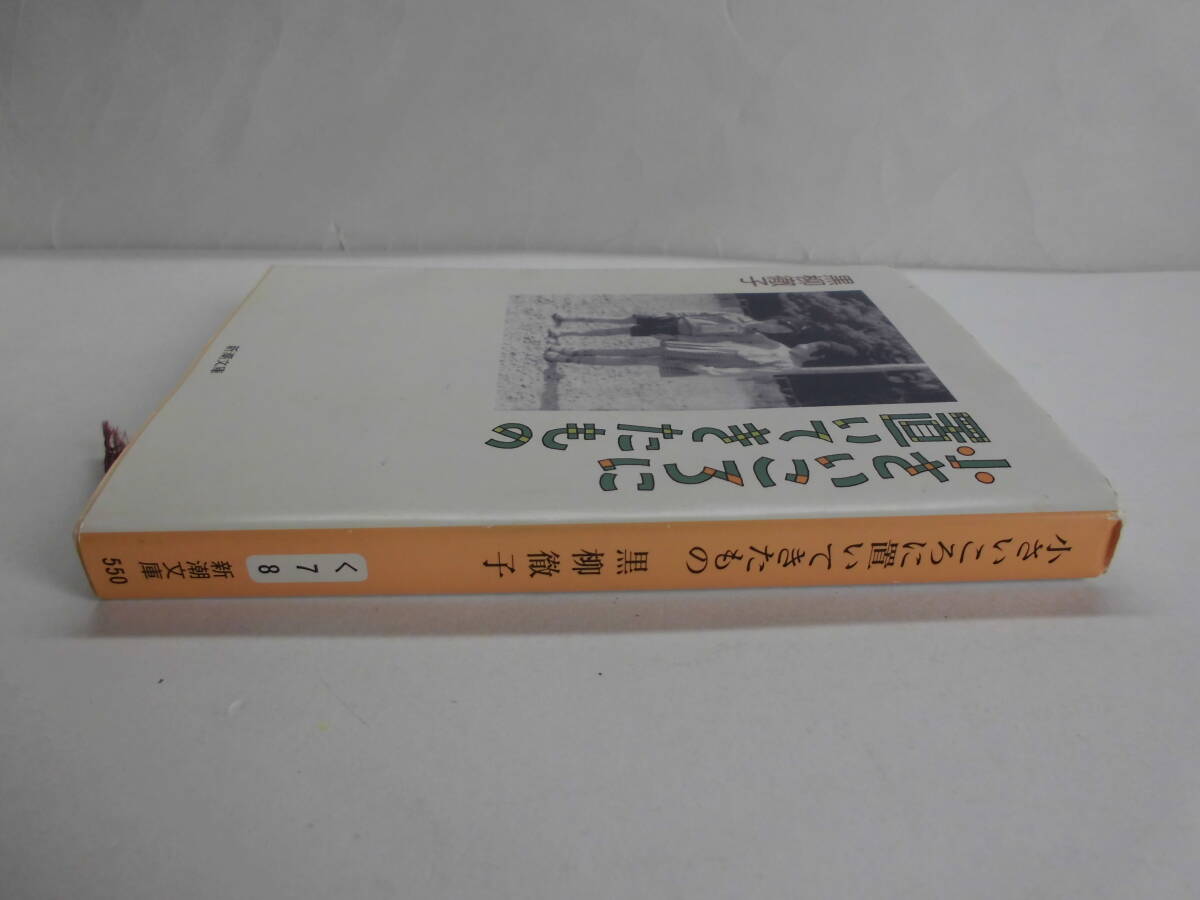 小さいころに
置いてきたもの
黒柳徹子
新潮文庫
小さいころに置いてきたもの
黒柳徹子
く
7
8
新潮文庫
550